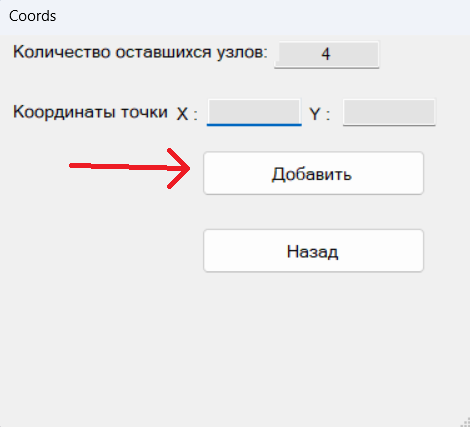 Coords
Количество оставшихся узлов: 4
Координаты точки X : Y :
Добавить
Назад